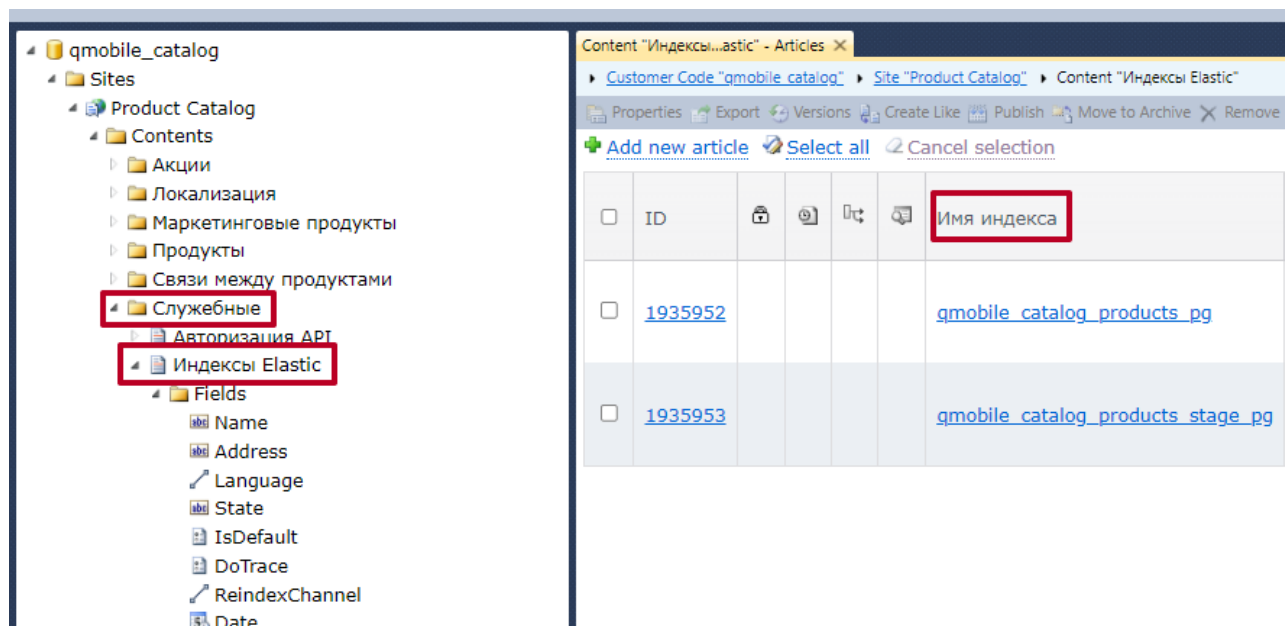 qmobile_catalog
Sites
Product Catalog
Contents
Акции
Локализация
Маркетинговые продукты
Продукты
Связи между продуктами
Служебные
Авторизация API
Индексы Elastic
Fields
Name
Address
Language
State
IsDefault
DoTrace
ReindexChannel
Date
Content "Индексы...astic" - Articles
Customer Code "qmobile_catalog" Site "Product Catalog" Content "Индексы Elastic"
Properties Export Versions Create Like Publish Move to Archive Remove
Add new article Select all Cancel selection
ID Имя индекса
1935952 qmobile_catalog_products_pg
1935953 qmobile_catalog_products_stage_pg